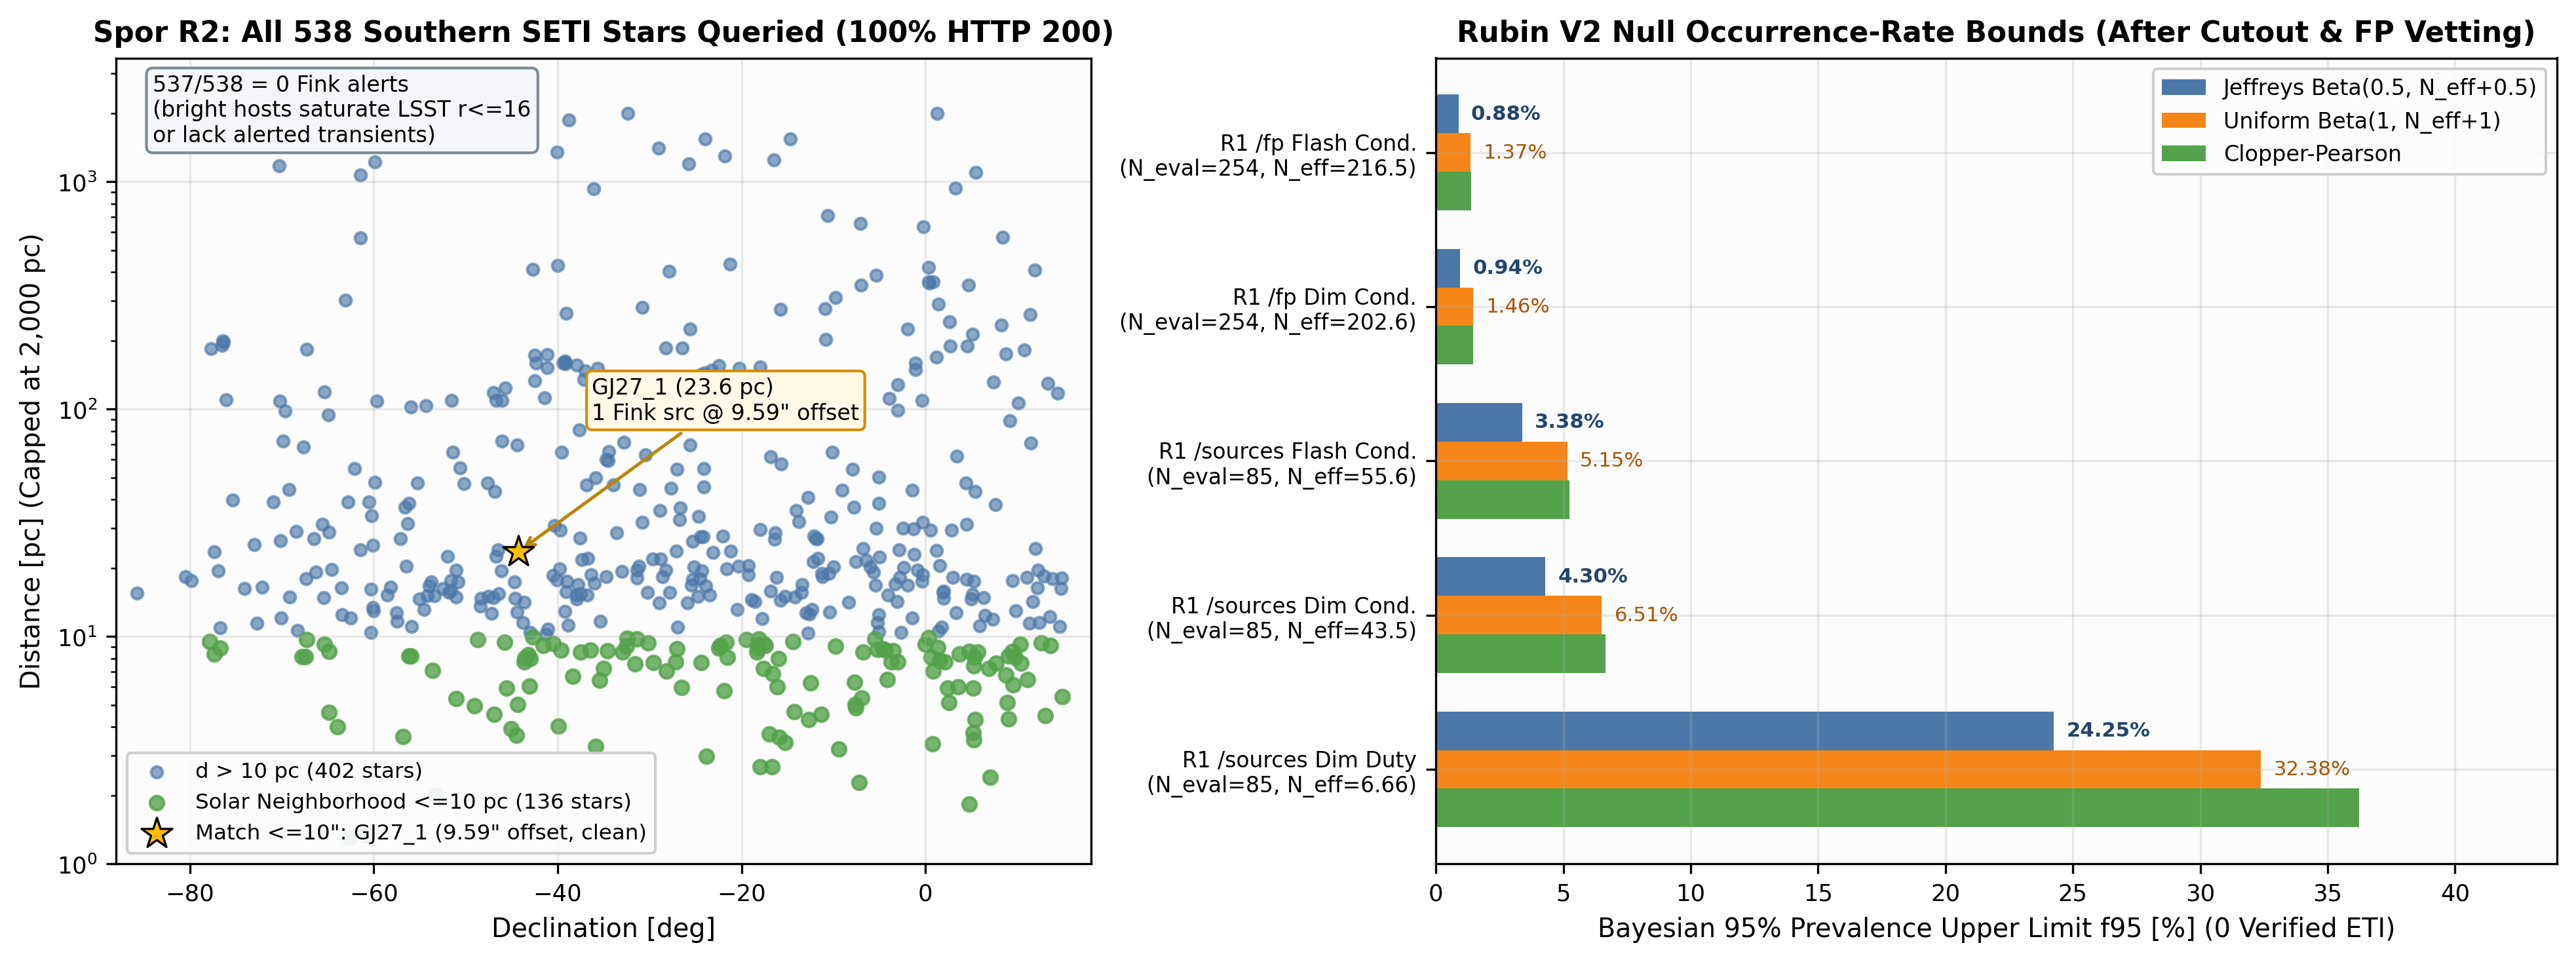 Spor R2: All 538 Southern SETI Stars Queried (100% HTTP 200)
537/538 = 0 Fink alerts
(bright hosts saturate LSST r<=16
or lack alerted transients)
GJ27_1 (23.6 pc)
1 Fink src @ 9.59" offset
d > 10 pc (402 stars)
Solar Neighborhood <=10 pc (136 stars)
Match <=10": GJ27_1 (9.59" offset, clean)
Distance [pc] (Capped at 2,000 pc)
10³
10²
10¹
10⁰
−80 −60 −40 −20 0
Declination [deg]
Rubin V2 Null Occurrence-Rate Bounds (After Cutout & FP Vetting)
Jeffreys Beta(0.5, N_eff+0.5)
Uniform Beta(1, N_eff+1)
Clopper-Pearson
R1 /fp Flash Cond.
(N_eval=254, N_eff=216.5)
0.88%
1.37%
R1 /fp Dim Cond.
(N_eval=254, N_eff=202.6)
0.94%
1.46%
R1 /sources Flash Cond.
(N_eval=85, N_eff=55.6)
3.38%
5.15%
R1 /sources Dim Cond.
(N_eval=85, N_eff=43.5)
4.30%
6.51%
R1 /sources Dim Duty
(N_eval=85, N_eff=6.66)
24.25%
32.38%
0 5 10 15 20 25 30 35 40
Bayesian 95% Prevalence Upper Limit f95 [%] (0 Verified ETI)